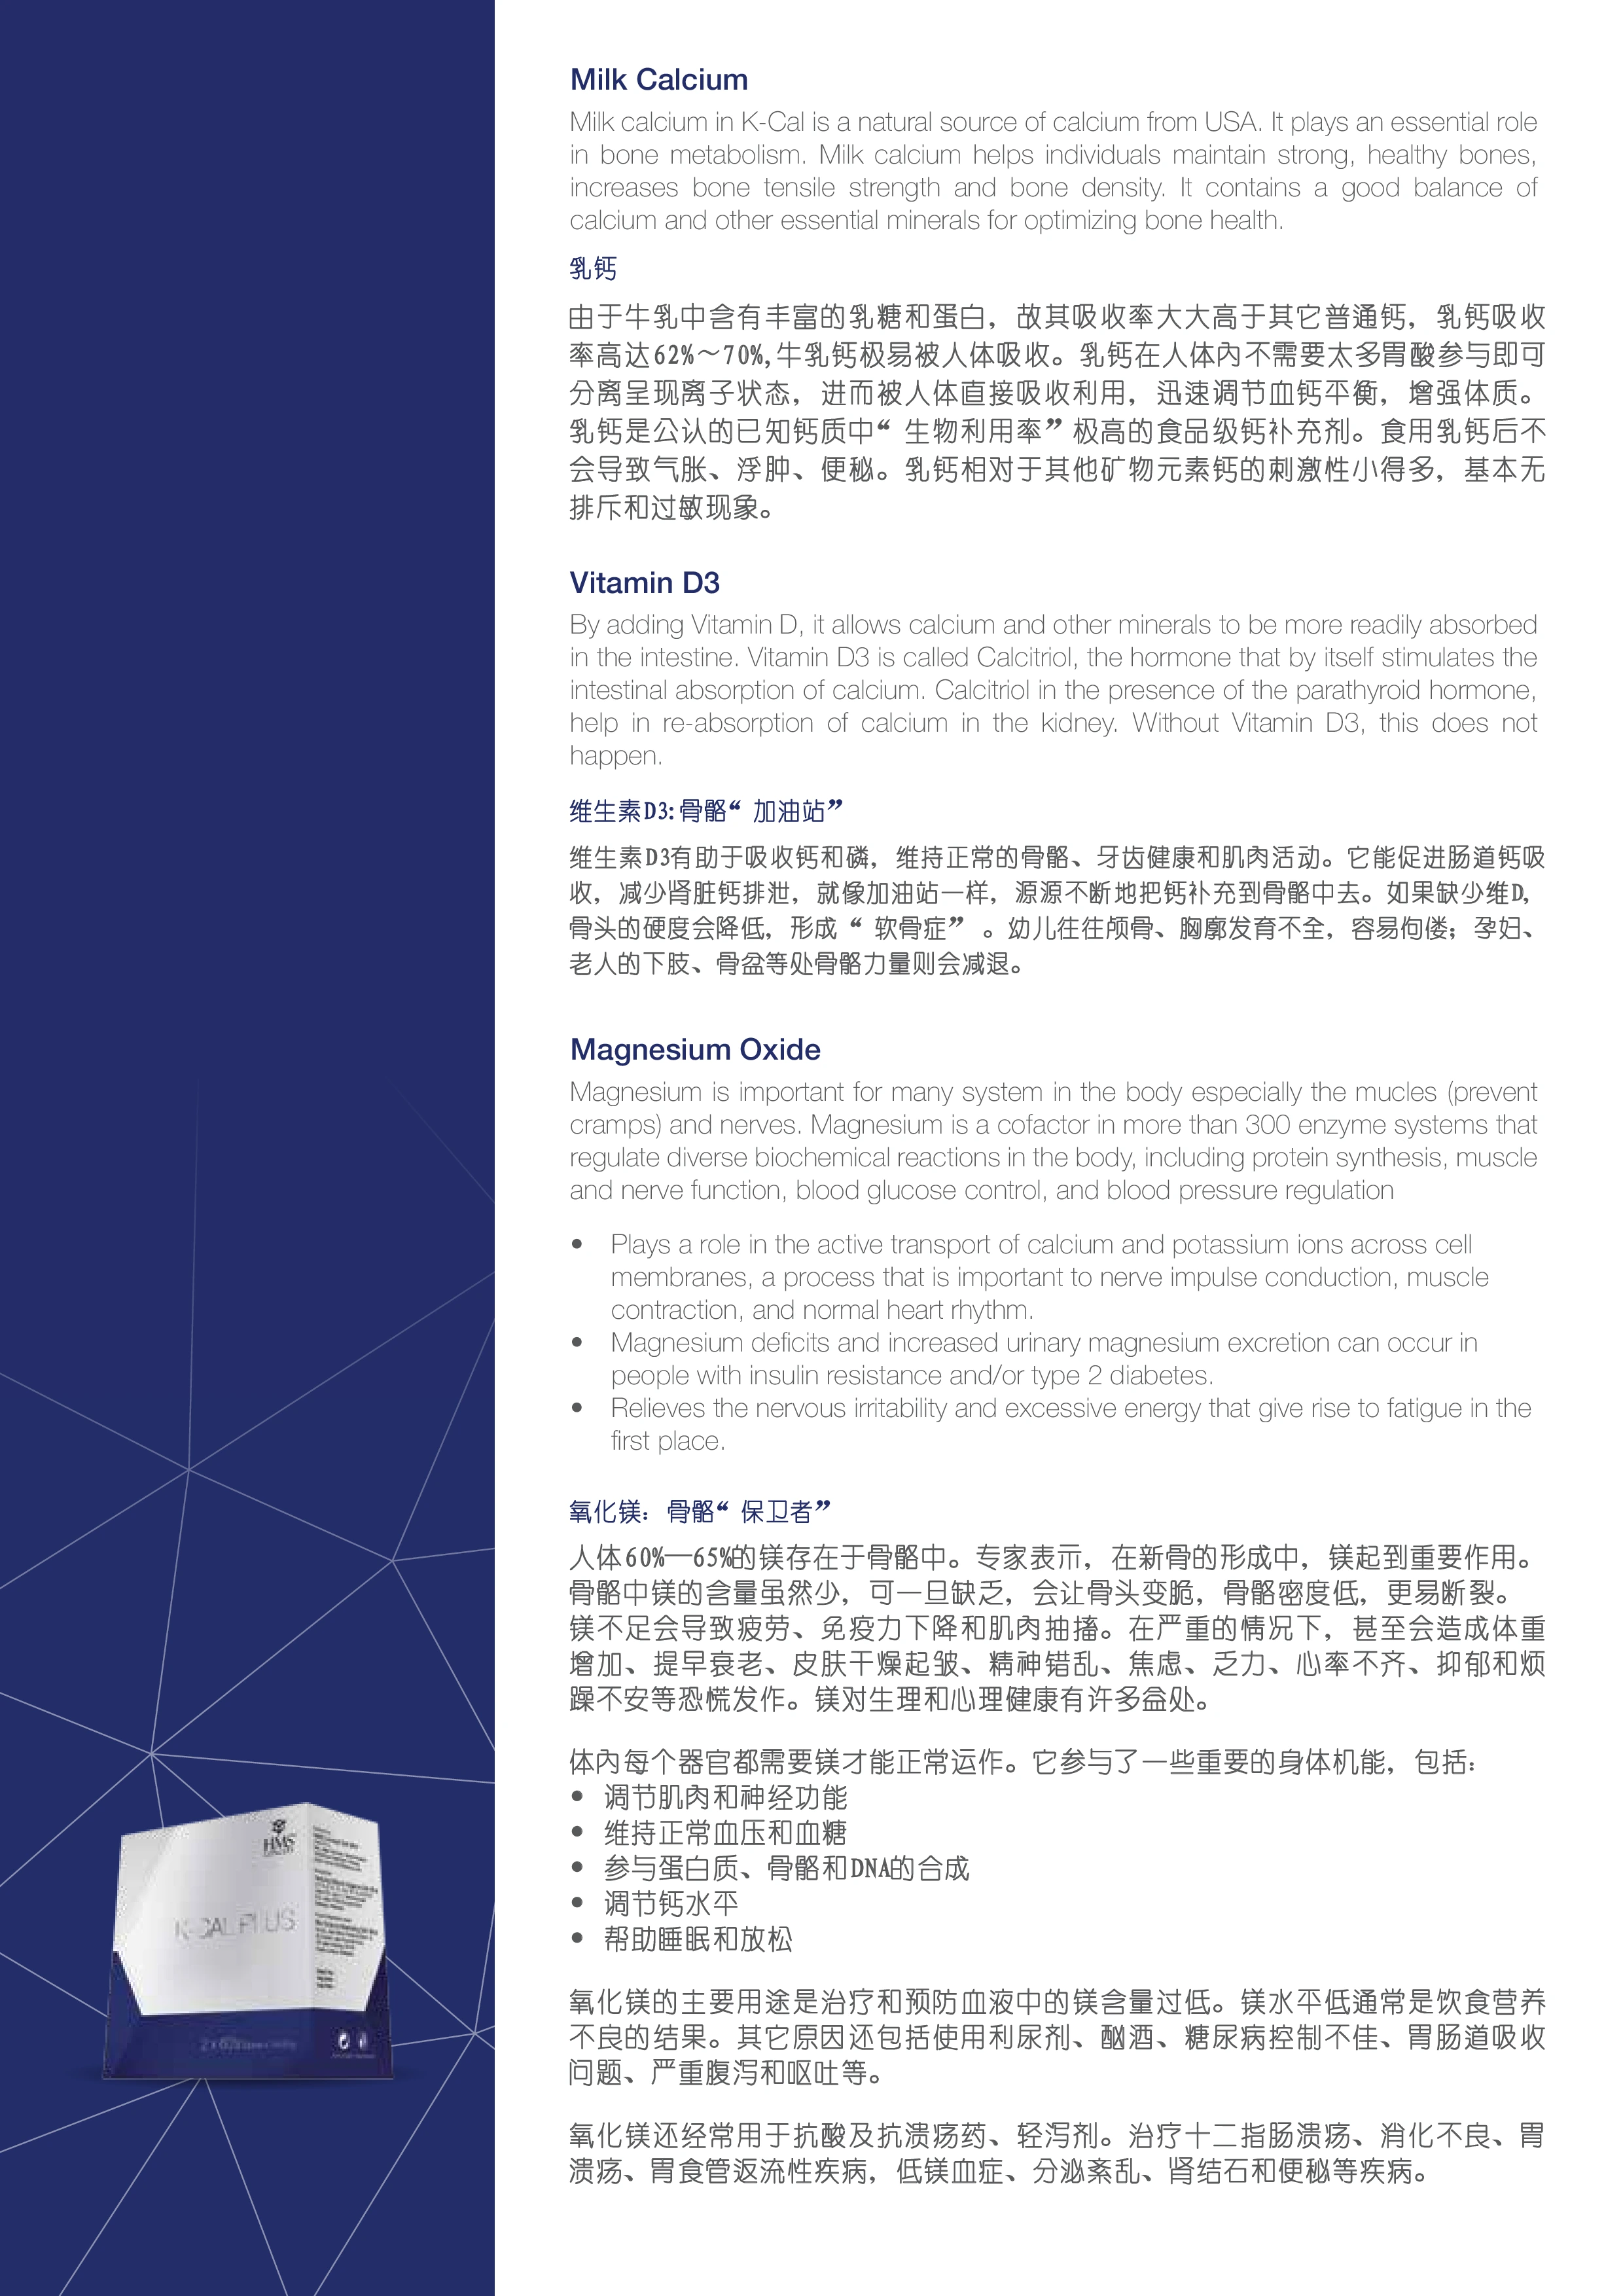 Milk Calcium
Milk calcium in K-Cal is a natural source of calcium from USA. It plays an essential role
in bone metabolism. Milk calcium helps individuals maintain strong, healthy bones,
increases bone tensile strength and bone density. It contains a good balance of
calcium and other essential minerals for optimizing bone health.
乳钙
由于牛乳中含有丰富的乳糖和蛋白，故其吸收率大大高于其它普通钙，乳钙吸收
率高达62%～70%,牛乳钙极易被人体吸收。乳钙在人体内不需要太多胃酸参与即可
分离呈现离子状态，进而被人体直接吸收利用，迅速调节血钙平衡，增强体质。
乳钙是公认的已知钙质中“生物利用率”极高的食品级钙补充剂。食用乳钙后不
会导致气胀、浮肿、便秘。乳钙相对于其他矿物元素钙的刺激性小得多，基本无
排斥和过敏现象。
Vitamin D3
By adding Vitamin D, it allows calcium and other minerals to be more readily absorbed
in the intestine. Vitamin D3 is called Calcitriol, the hormone that by itself stimulates the
intestinal absorption of calcium. Calcitriol in the presence of the parathyroid hormone,
help in re-absorption of calcium in the kidney. Without Vitamin D3, this does not
happen.
维生素D3:骨骼“加油站”
维生素D3有助于吸收钙和磷，维持正常的骨骼、牙齿健康和肌肉活动。它能促进肠道钙吸
收，减少肾脏钙排泄，就像加油站一样，源源不断地把钙补充到骨骼中去。如果缺少维D,
骨头的硬度会降低，形成“软骨症”。幼儿往往颅骨、胸廓发育不全，容易佝偻；孕妇、
老人的下肢、骨盆等处骨骼力量则会减退。
Magnesium Oxide
Magnesium is important for many system in the body especially the mucles (prevent
cramps) and nerves. Magnesium is a cofactor in more than 300 enzyme systems that
regulate diverse biochemical reactions in the body, including protein synthesis, muscle
and nerve function, blood glucose control, and blood pressure regulation
• Plays a role in the active transport of calcium and potassium ions across cell
membranes, a process that is important to nerve impulse conduction, muscle
contraction, and normal heart rhythm.
• Magnesium deficits and increased urinary magnesium excretion can occur in
people with insulin resistance and/or type 2 diabetes.
• Relieves the nervous irritability and excessive energy that give rise to fatigue in the
first place.
氧化镁：骨骼“保卫者”
人体60%—65%的镁存在于骨骼中。专家表示，在新骨的形成中，镁起到重要作用。
骨骼中镁的含量虽然少，可一旦缺乏，会让骨头变脆，骨骼密度低，更易断裂。
镁不足会导致疲劳、免疫力下降和肌肉抽搐。在严重的情况下，甚至会造成体重
增加、提早衰老、皮肤干燥起皱、精神错乱、焦虑、乏力、心率不齐、抑郁和烦
躁不安等恐慌发作。镁对生理和心理健康有许多益处。
体内每个器官都需要镁才能正常运作。它参与了一些重要的身体机能，包括：
• 调节肌肉和神经功能
• 维持正常血压和血糖
• 参与蛋白质、骨骼和DNA的合成
• 调节钙水平
• 帮助睡眠和放松
氧化镁的主要用途是治疗和预防血液中的镁含量过低。镁水平低通常是饮食营养
不良的结果。其它原因还包括使用利尿剂、酗酒、糖尿病控制不佳、胃肠道吸收
问题、严重腹泻和呕吐等。
氧化镁还经常用于抗酸及抗溃疡药、轻泻剂。治疗十二指肠溃疡、消化不良、胃
溃疡、胃食管返流性疾病，低镁血症、分泌紊乱、肾结石和便秘等疾病。
HMS
K-CAL PLUS